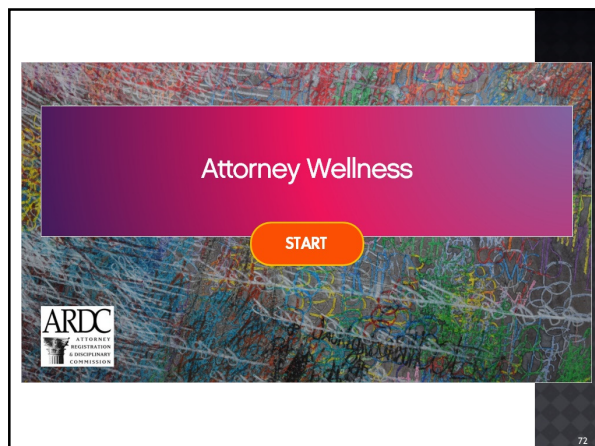 Attorney Wellness
START
ARDC
ATTORNEY
REGISTRATION
& DISCIPLINARY
COMMISSION
72